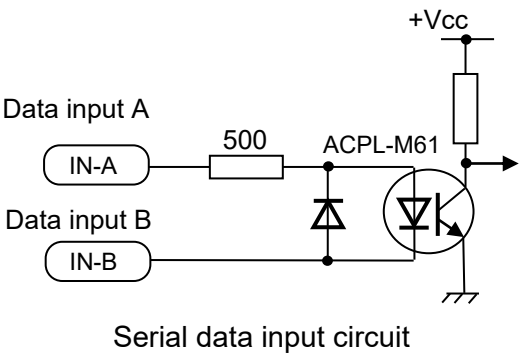 +Vcc
Data input A
500
ACPL-M61
IN-A
Data input B
IN-B
Serial data input circuit